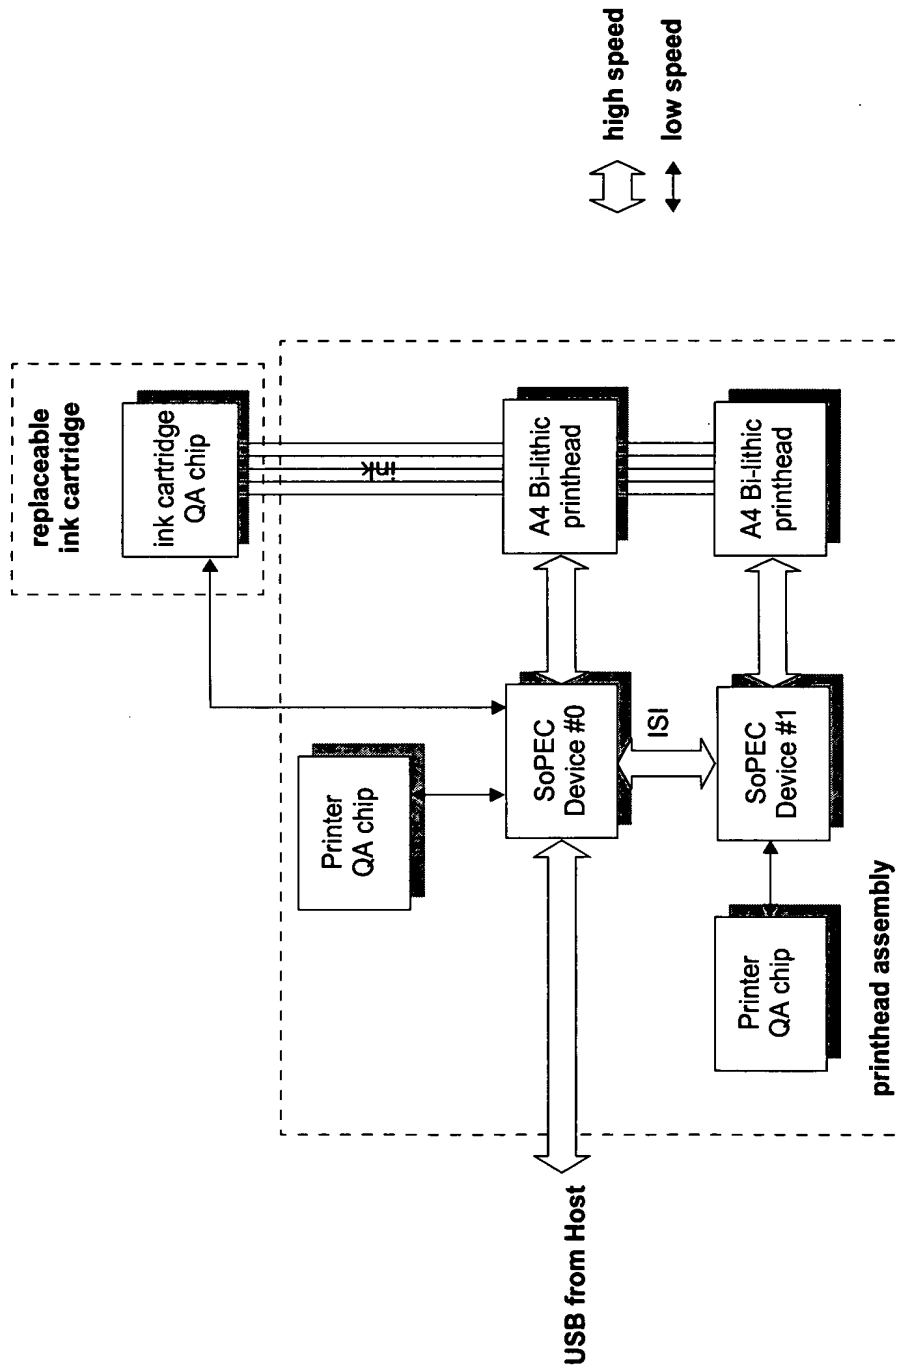 replaceable
ink cartridge
ink cartridge
QA chip
Printer
QA chip
ink
SoPEC
Device #0
A4 Bi-lithic
printhead
USB from Host
ISI
Printer
QA chip
SoPEC
Device #1
A4 Bi-lithic
printhead
printhead assembly
high speed
low speed